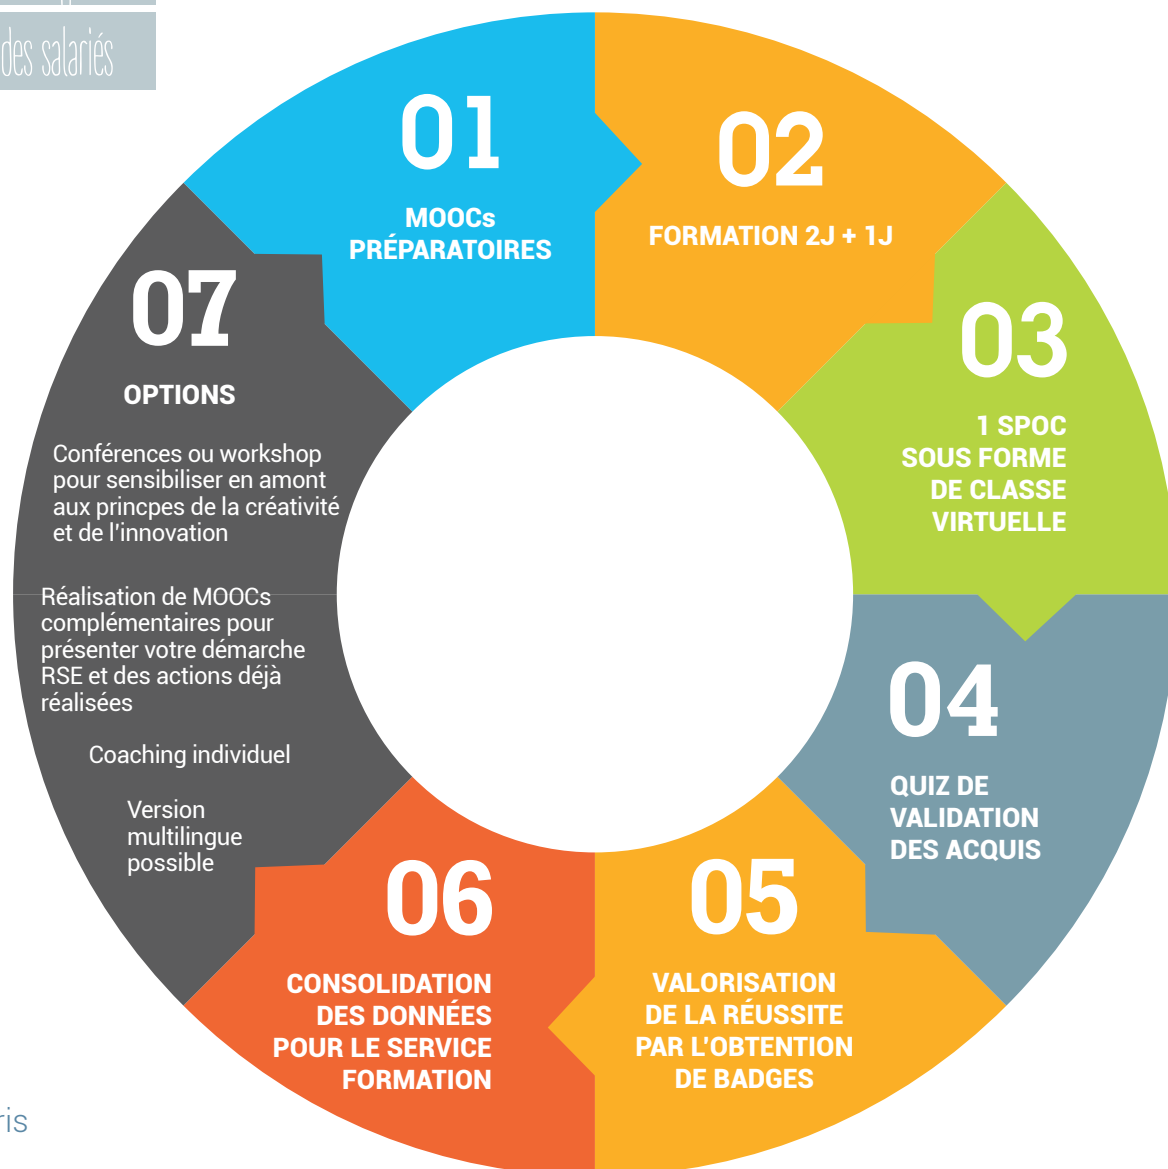 des salariés
01
MOOCs
PRÉPARATOIRES
02
FORMATION 2J + 1J
03
1 SPOC
SOUS FORME
DE CLASSE
VIRTUELLE
04
QUIZ DE
VALIDATION
DES ACQUIS
05
VALORISATION
DE LA RÉUSSITE
PAR L'OBTENTION
DE BADGES
06
CONSOLIDATION
DES DONNÉES
POUR LE SERVICE
FORMATION
07
OPTIONS
Conférences ou workshop
pour sensibiliser en amont
aux princpes de la créativité
et de l'innovation
Réalisation de MOOCs
complémentaires pour
présenter votre démarche
RSE et des actions déjà
réalisées
Coaching individuel
Version
multilingue
possible
ris